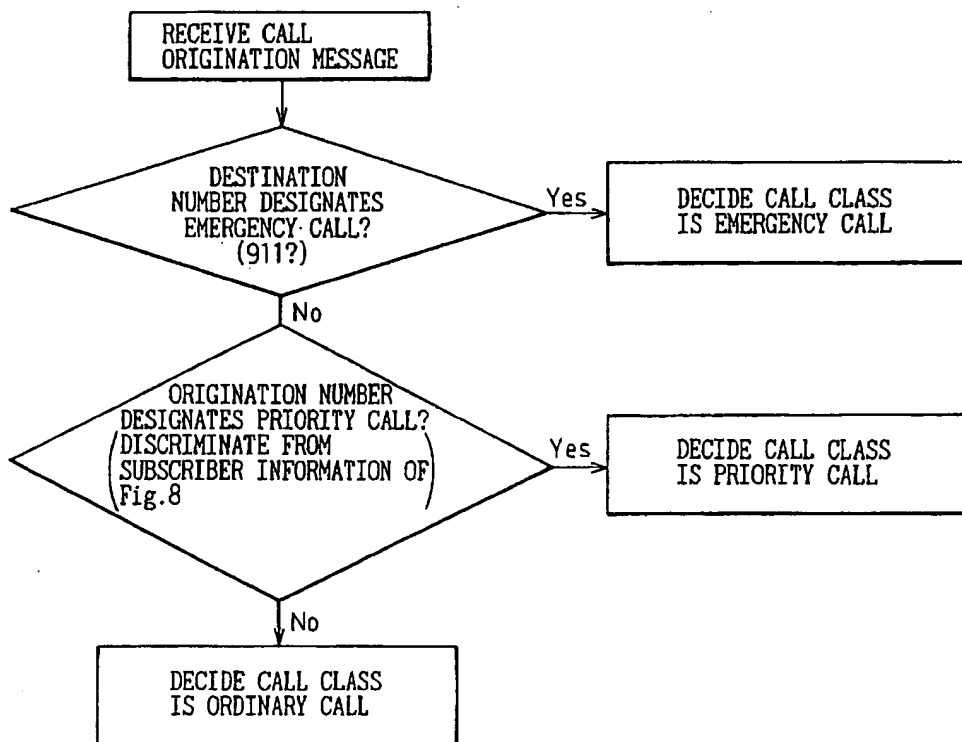 RECEIVE CALL
ORIGINATION MESSAGE
DESTINATION
NUMBER DESIGNATES
EMERGENCY CALL?
(911?)
Yes
DECIDE CALL CLASS
IS EMERGENCY CALL
No
ORIGINATION NUMBER
DESIGNATES PRIORITY CALL?
(DISCRIMINATE FROM
SUBSCRIBER INFORMATION OF
Fig.8)
Yes
DECIDE CALL CLASS
IS PRIORITY CALL
No
DECIDE CALL CLASS
IS ORDINARY CALL